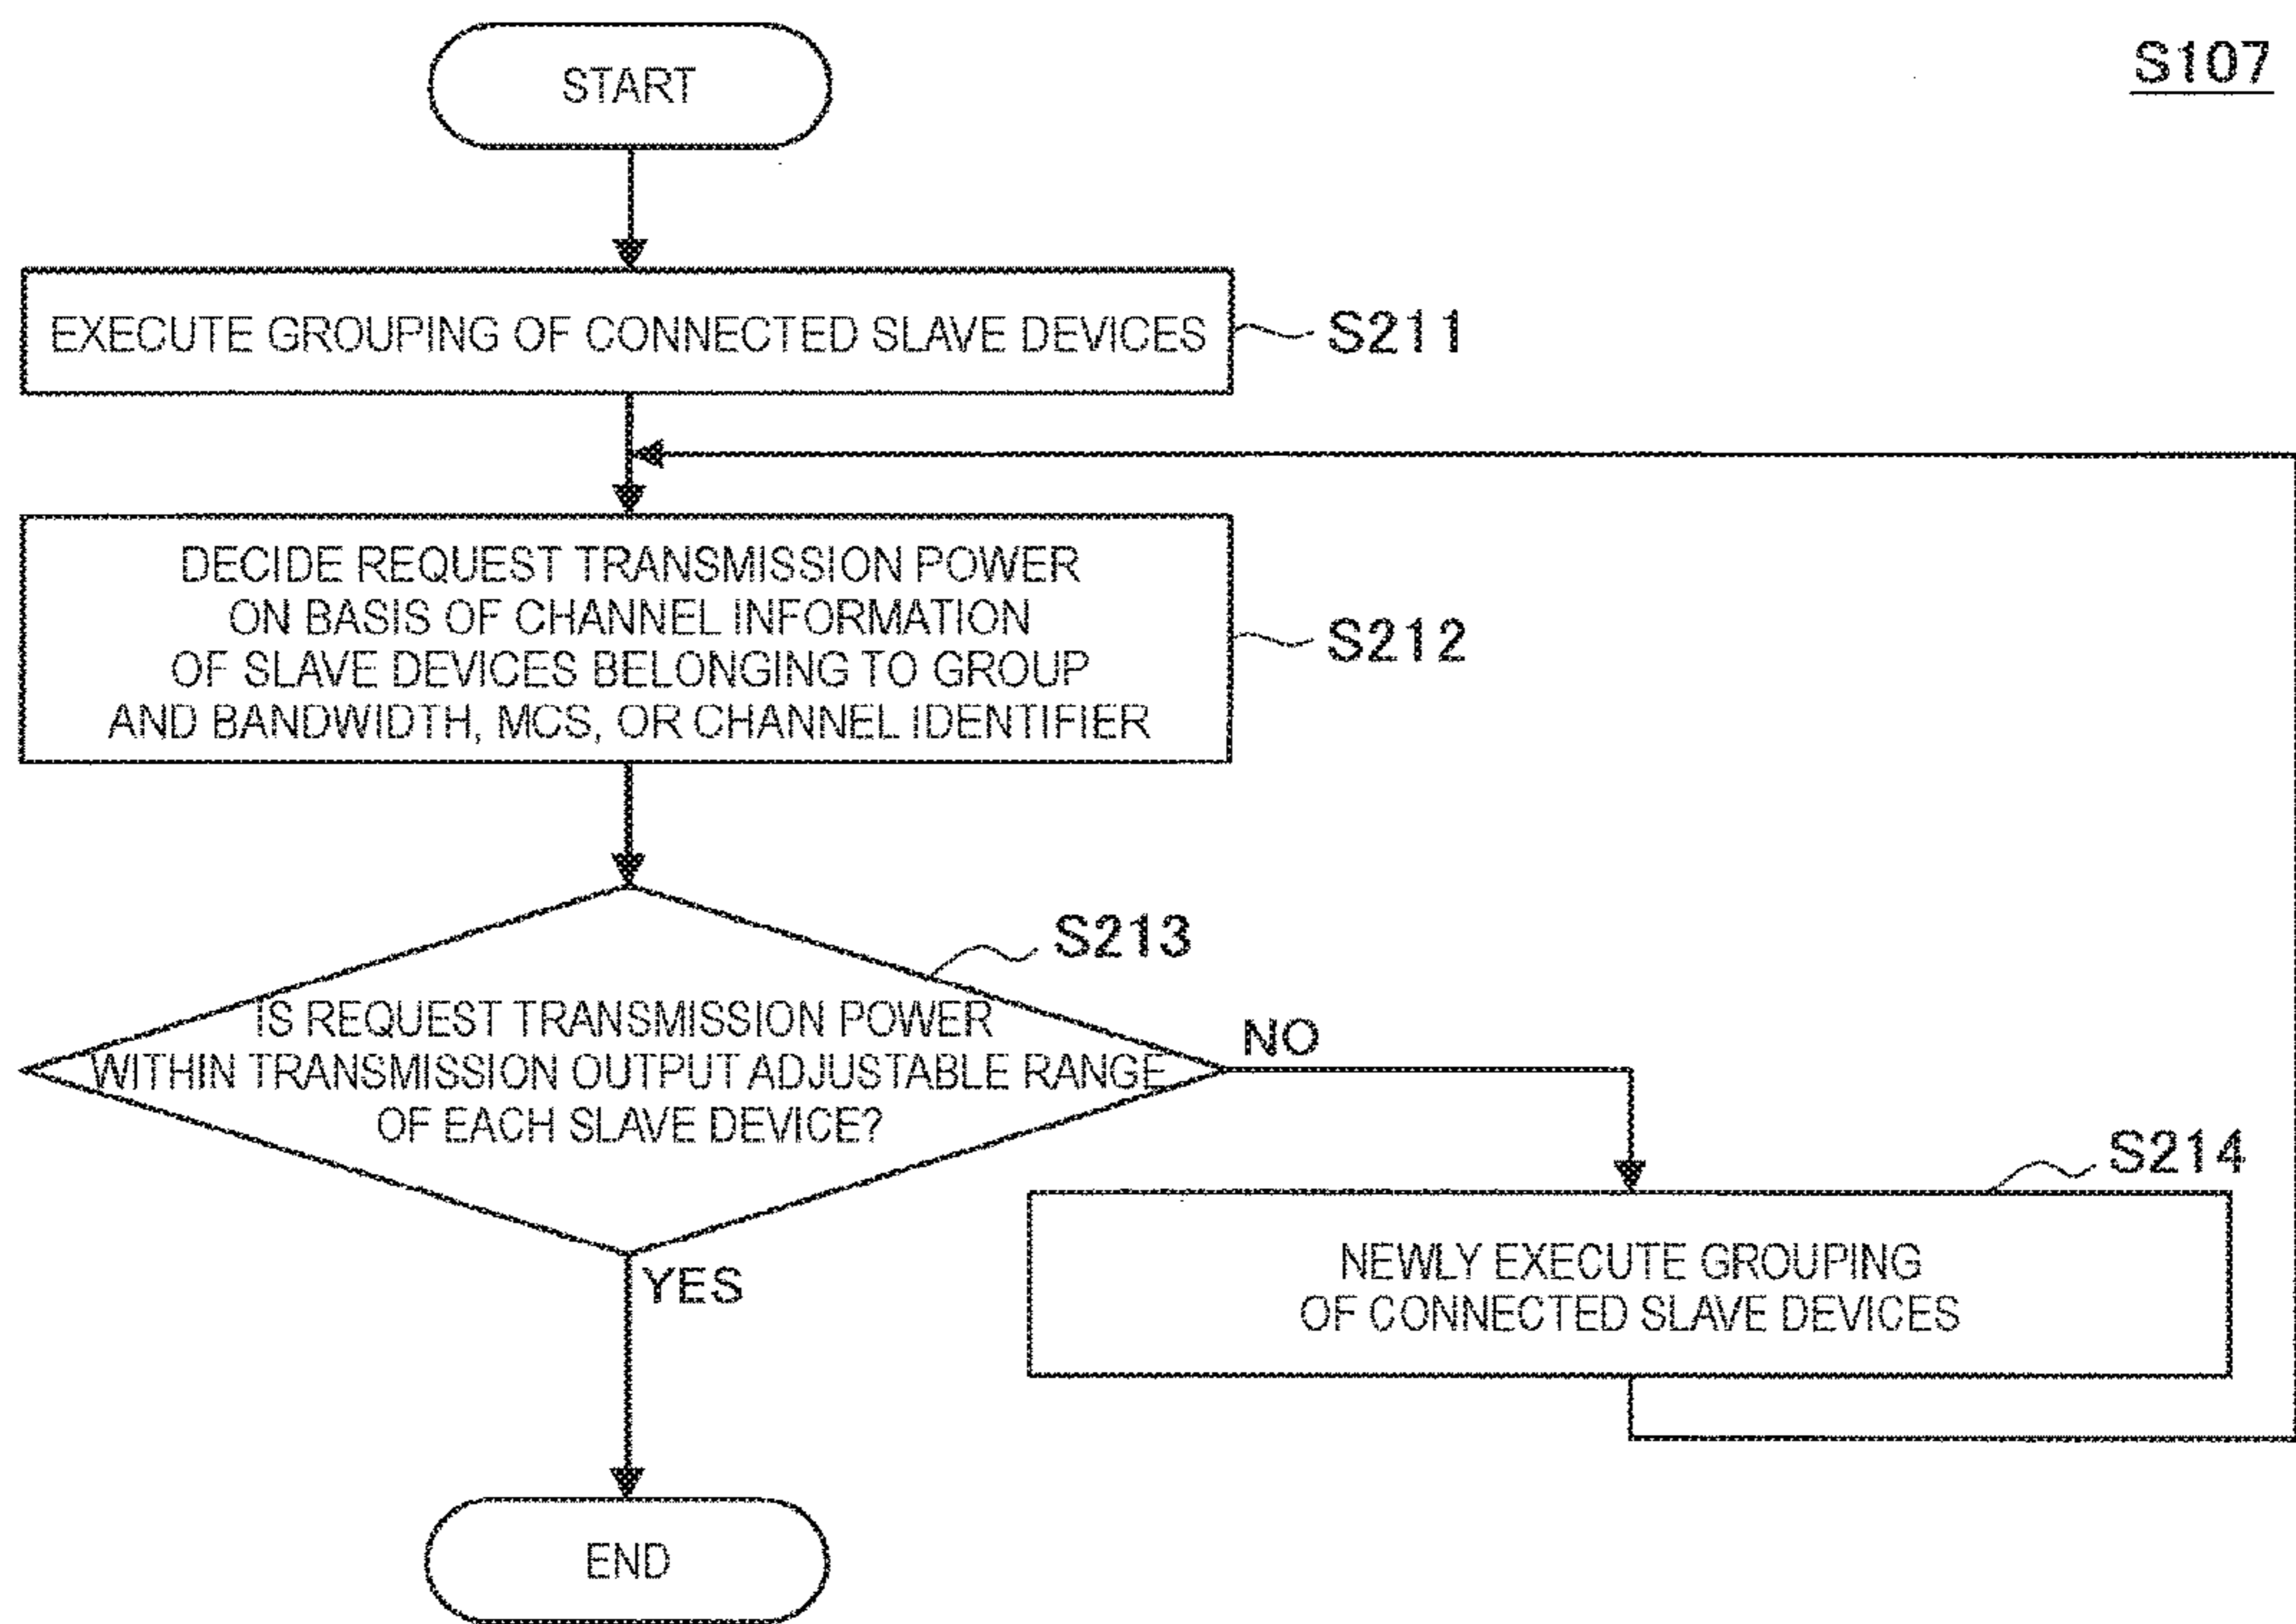 S107
START
EXECUTE GROUPING OF CONNECTED SLAVE DEVICES
S211
DECIDE REQUEST TRANSMISSION POWER
ON BASIS OF CHANNEL INFORMATION
OF SLAVE DEVICES BELONGING TO GROUP
AND BANDWIDTH, MCS, OR CHANNEL IDENTIFIER
S212
S213
IS REQUEST TRANSMISSION POWER
WITHIN TRANSMISSION OUTPUT ADJUSTABLE RANGE
OF EACH SLAVE DEVICE?
NO
YES
S214
NEWLY EXECUTE GROUPING
OF CONNECTED SLAVE DEVICES
END